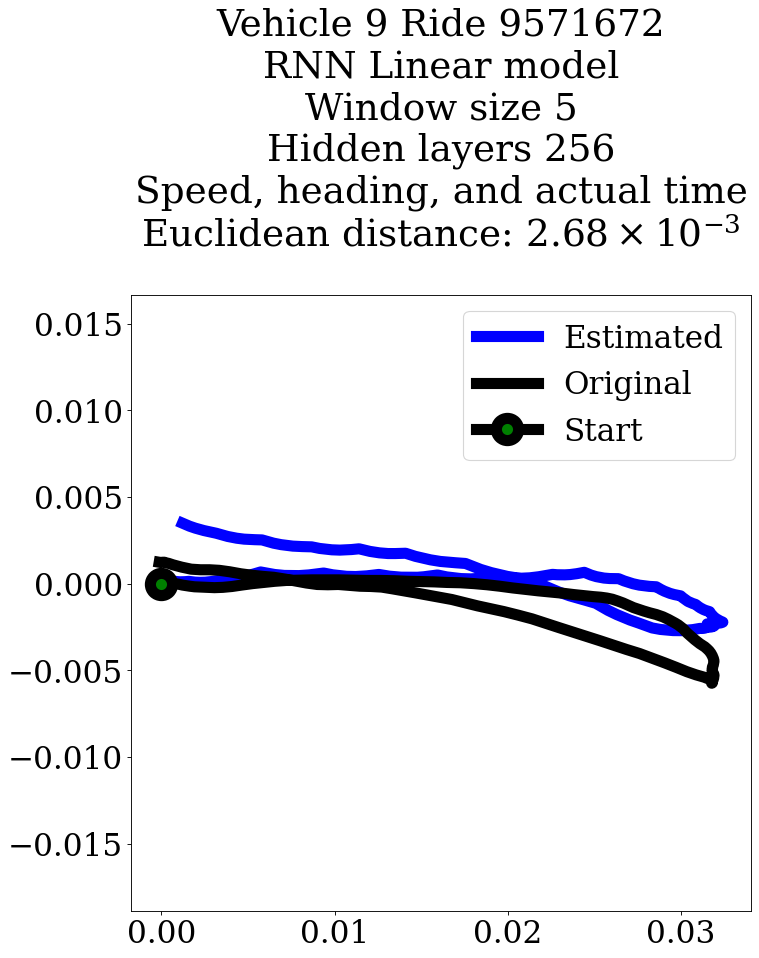 Vehicle 9 Ride 9571672
RNN Linear model
Window size 5
Hidden layers 256
Speed, heading, and actual time
Euclidean distance: 2.68 × 10⁻³
Estimated
Original
Start
0.015
0.010
0.005
0.000
−0.005
−0.010
−0.015
0.00 0.01 0.02 0.03